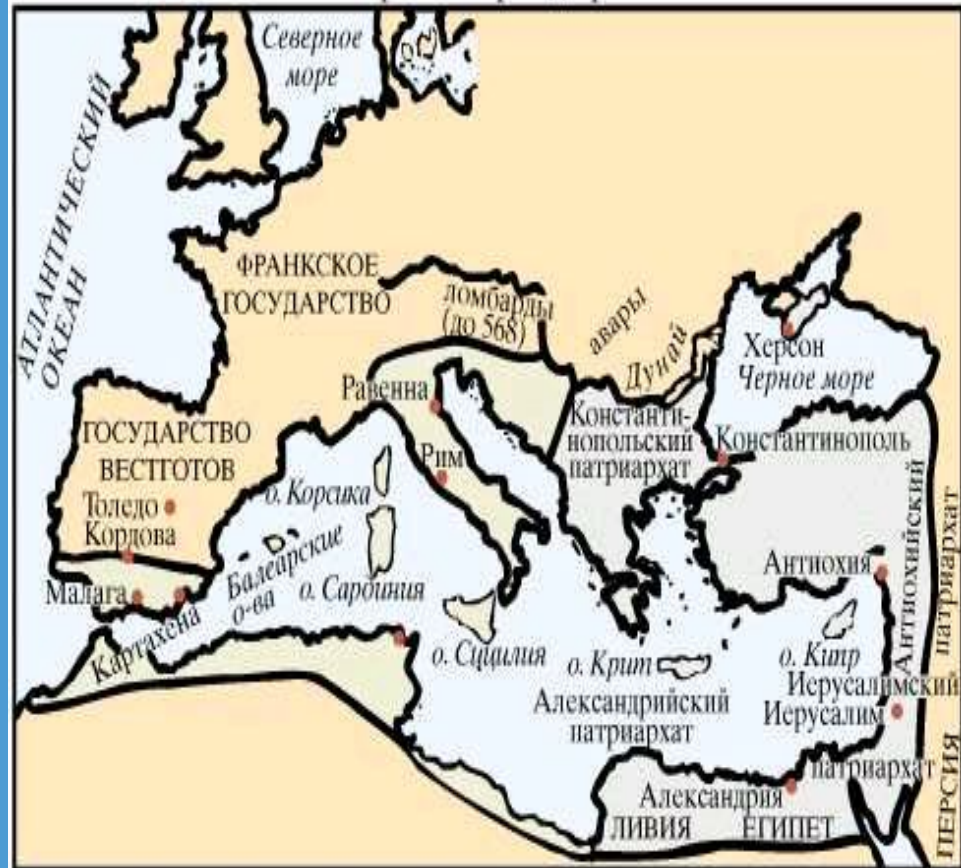 Северное
море
АТЛАНТИЧЕСКИЙ
ОКЕАН
ФРАНКСКОЕ
ГОСУДАРСТВО
ломбарды
(до 568)
авары
Дунай
Херсон
Черное море
Равенна
Константи-
нопольский
патриархат
Константинополь
ГОСУДАРСТВО
ВЕСТГОТОВ
Рим
Толедо
Кордова
о. Корсика
Балеарские
о-ва
о. Сардиния
Антиохия
Антиохийский
патриархат
Малага
Картахена
о. Сицилия
о. Крит
о. Кипр
Александрийский
патриархат
Иерусалимский
Иерусалим
патриархат
Александрия
ЛИВИЯ
ЕГИПЕТ
ПЕРСИЯ